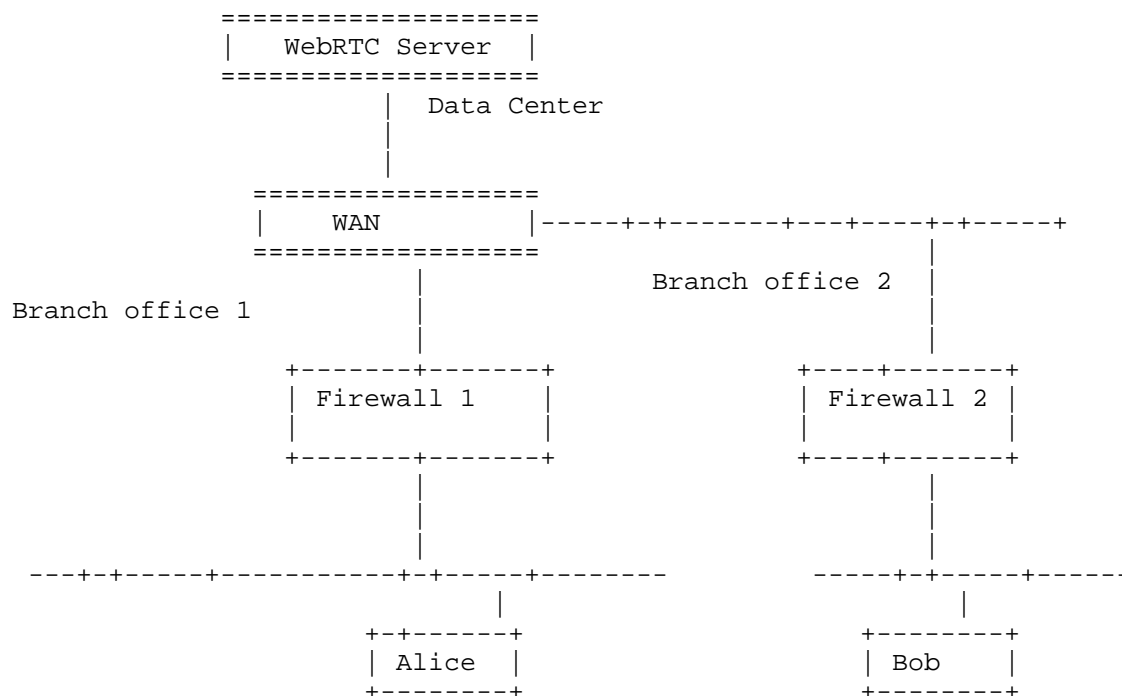 WebRTC Server
Data Center
WAN
Branch office 2
Branch office 1
Firewall 1
Firewall 2
Alice
Bob